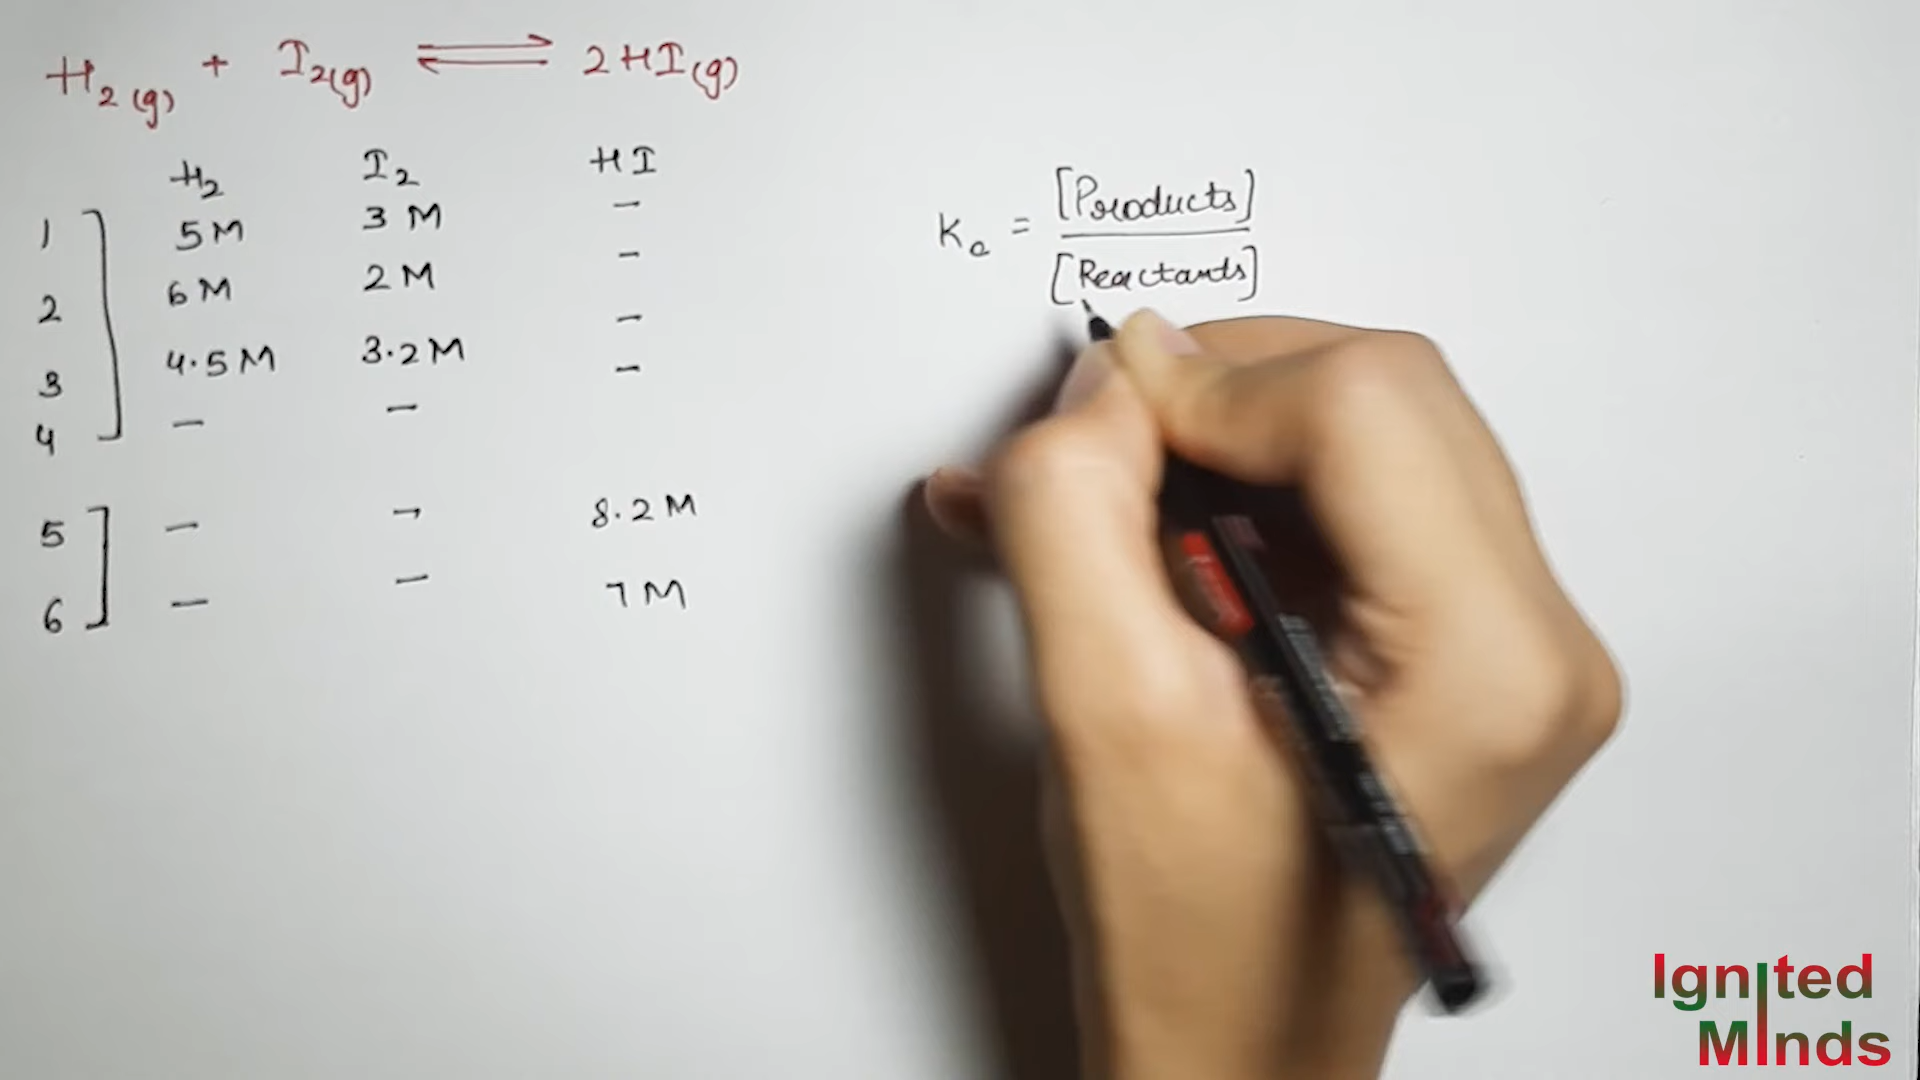 H2(g) + I2(g) ⇌ 2HI(g)
H2 I2 HI
1 5M 3M -
2 6M 2M -
3 4.5M 3.2M -
4 - - -
5 - - 8.2M
6 - - 7M
Kc = [Products]
[Reactants]
Ignited
Minds